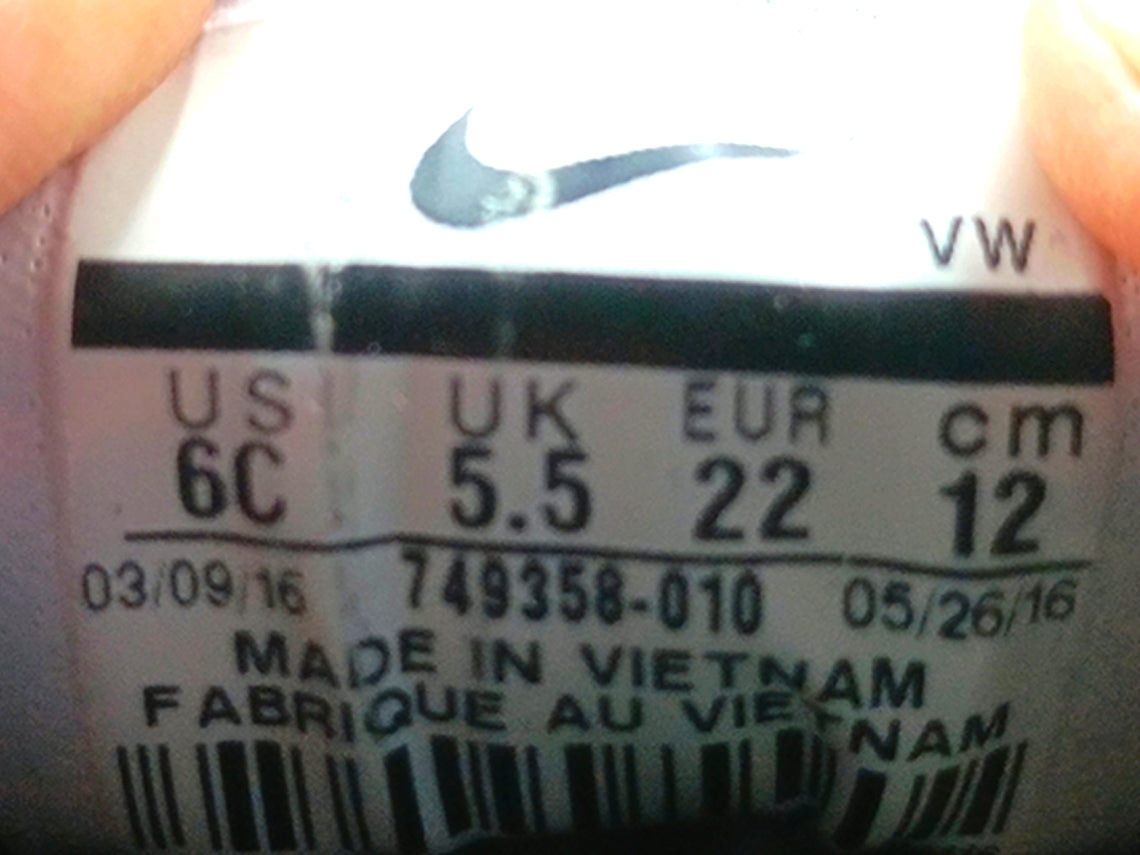 VW
US UK EUR cm
6C 5.5 22 12
03/09/16 749358-010 05/26/16
MADE IN VIETNAM
FABRIQUE AU VIETNAM